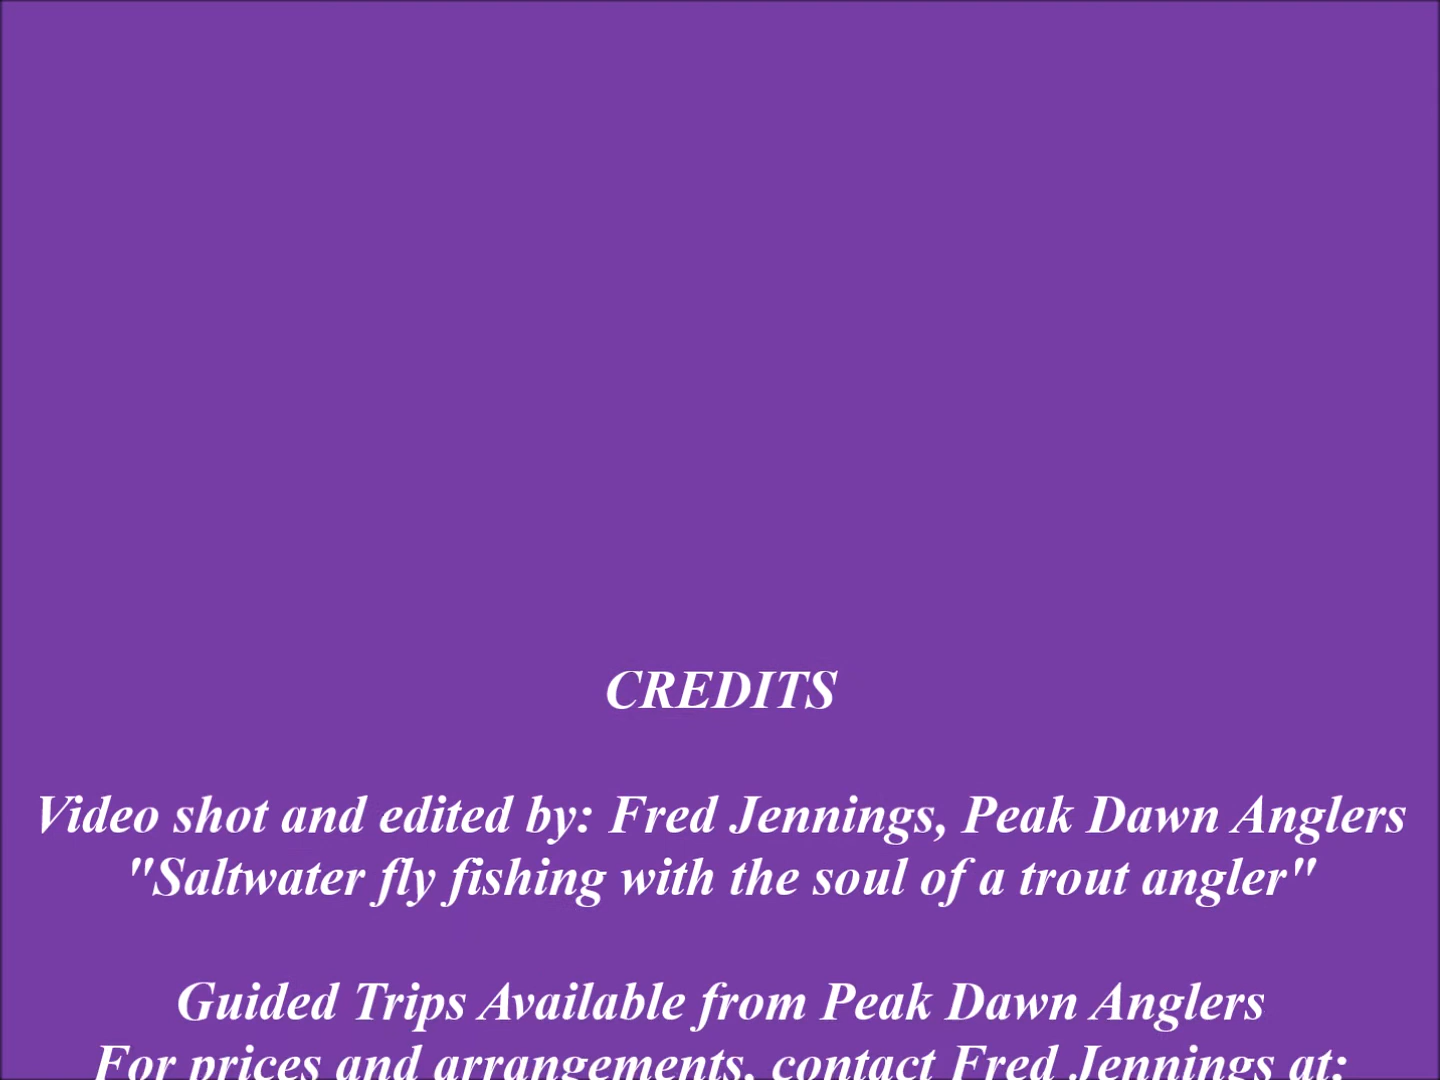 CREDITS
Video shot and edited by: Fred Jennings, Peak Dawn Anglers
"Saltwater fly fishing with the soul of a trout angler"
Guided Trips Available from Peak Dawn Anglers
For prices and arrangements, contact Fred Jennings at: